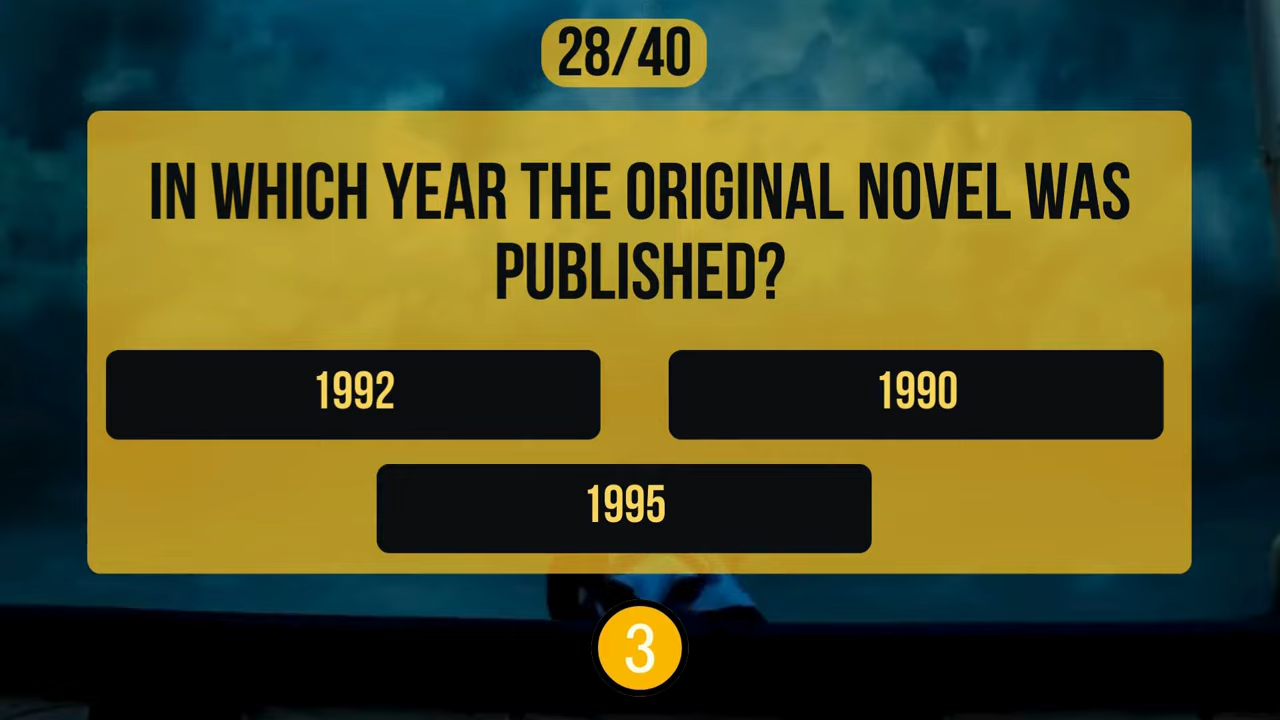 28/40
IN WHICH YEAR THE ORIGINAL NOVEL WAS
PUBLISHED?
1992
1990
1995
3